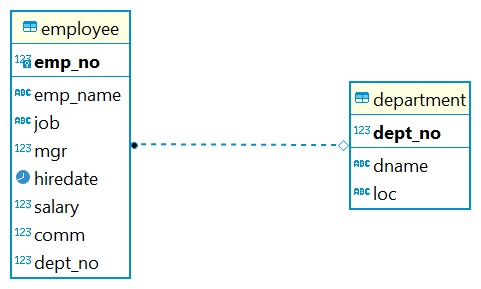 employee
123 emp_no
ABC emp_name
ABC job
123 mgr
hiredate
123 salary
123 comm
123 dept_no
department
123 dept_no
ABC dname
ABC loc